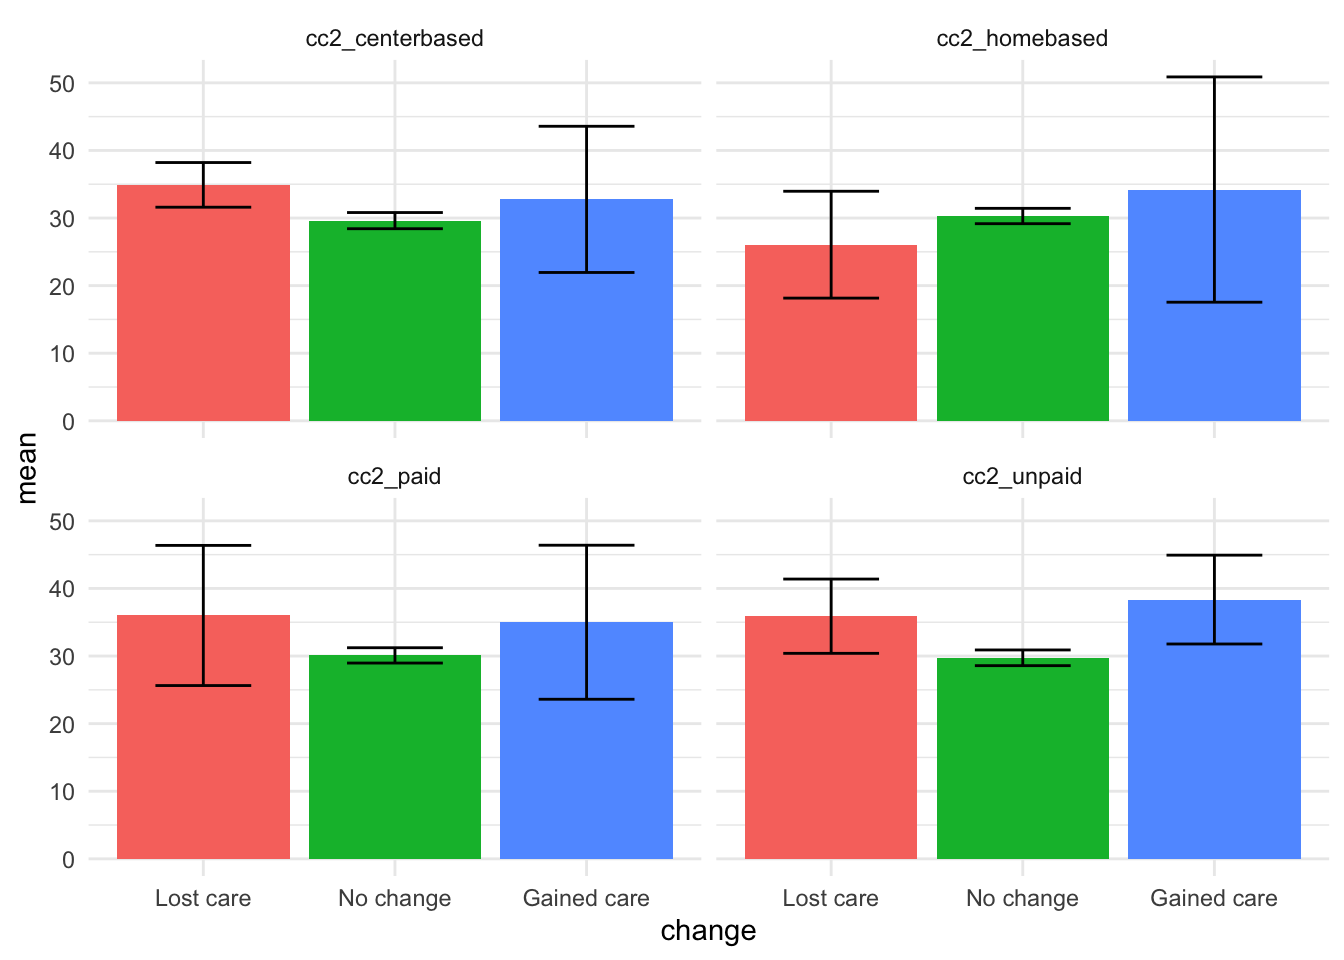 cc2_centerbased cc2_homebased
50
40
30
20
10
0
mean
cc2_paid cc2_unpaid
50
40
30
20
10
0
Lost care No change Gained care Lost care No change Gained care
change